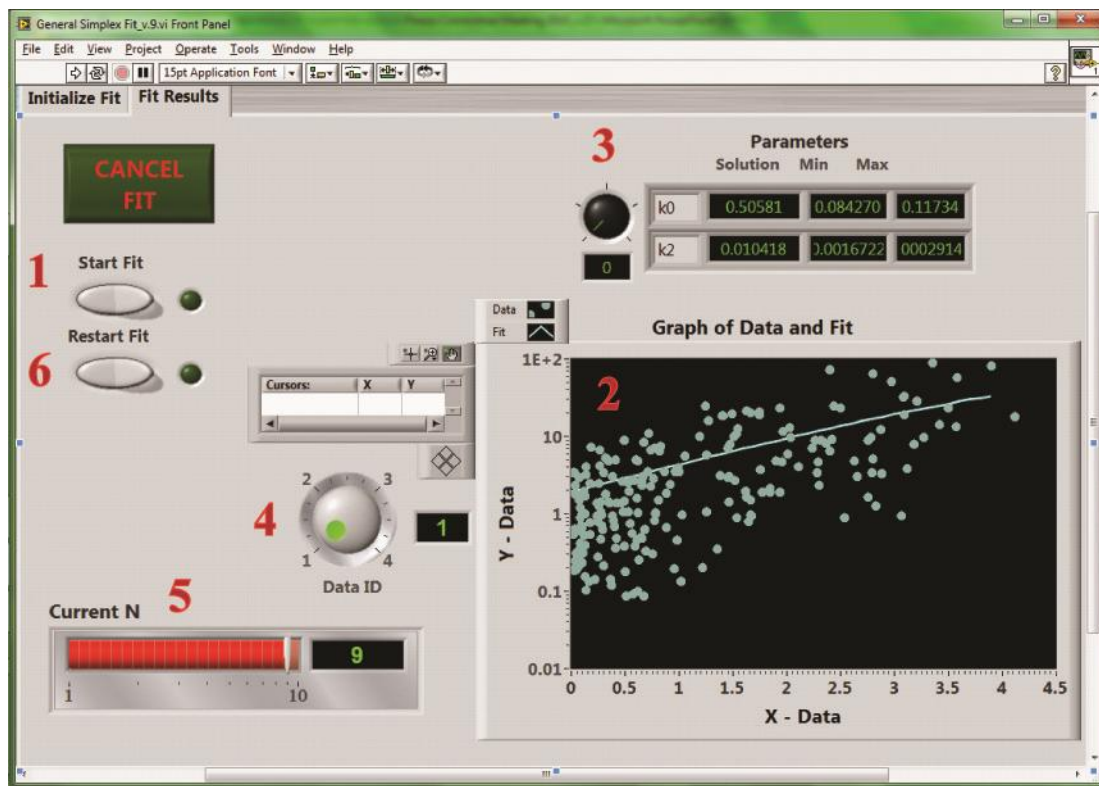 General Simplex Fit_v.9.vi Front Panel
File Edit View Project Operate Tools Window Help
15pt Application Font
Initialize Fit Fit Results
CANCEL
FIT
1
Start Fit
Restart Fit
6
3
0
Parameters
Solution Min Max
k0 0.50581 0.084270 0.11734
k2 0.010418 0.0016722 0002914
Data
Fit
Cursors: X Y
4
1 2 3 4
Data ID
1
5
Current N
9
1 10
Graph of Data and Fit
2
Y - Data
1E+2
10
1
0.1
0.01
0 0.5 1 1.5 2 2.5 3 3.5 4 4.5
X - Data